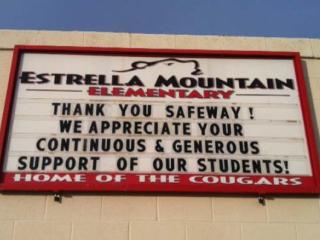 ESTRELLA MOUNTAIN
ELEMENTARY
THANK YOU SAFEWAY !
WE APPRECIATE YOUR
CONTINUOUS & GENEROUS
SUPPORT OF OUR STUDENTS!
HOME OF THE COUGARS